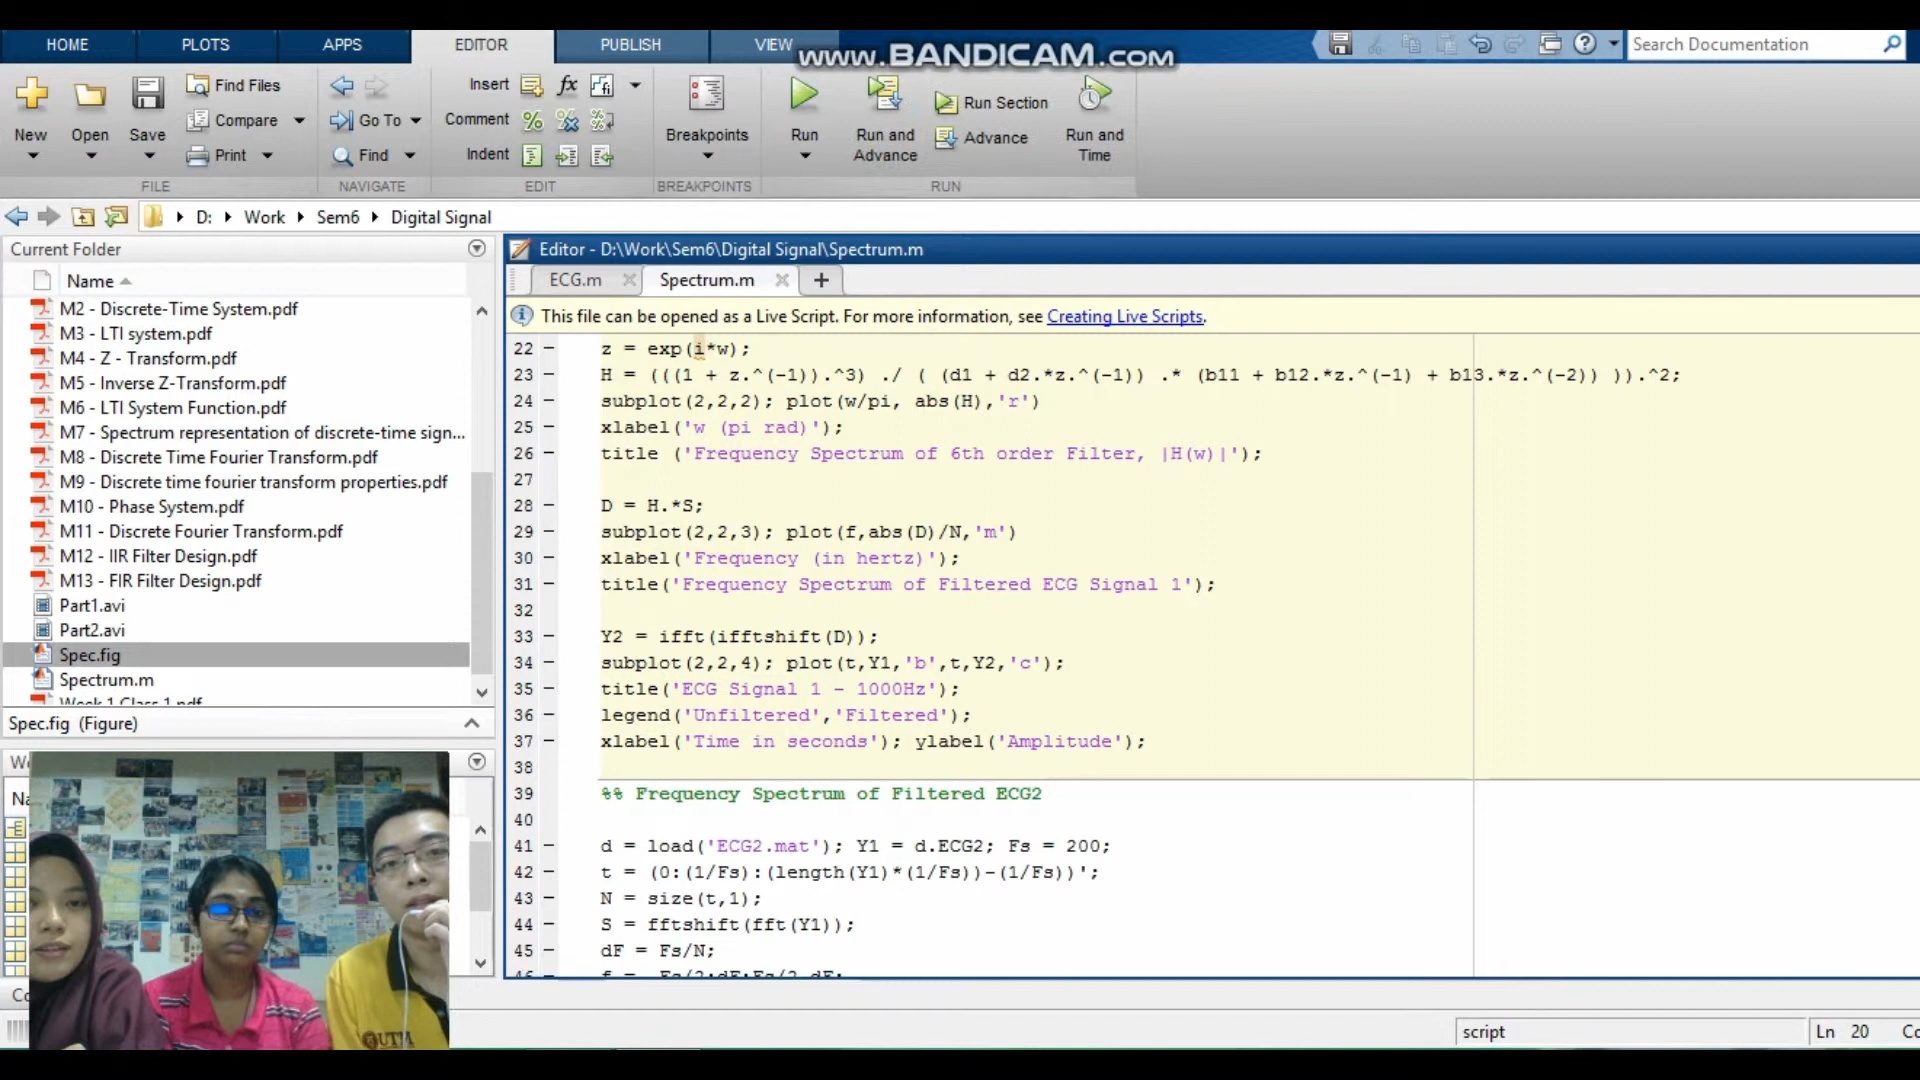 www.BANDICAM.com
HOME PLOTS APPS EDITOR PUBLISH VIEW Search Documentation
New Open Save Find Files Compare Print
Go To Find
Insert fx
Comment
Indent
Breakpoints
Run Run and Advance Run Section Advance Run and Time
FILE NAVIGATE EDIT BREAKPOINTS RUN
D: Work Sem6 Digital Signal
Current Folder
Name
M2 - Discrete-Time System.pdf
M3 - LTI system.pdf
M4 - Z - Transform.pdf
M5 - Inverse Z-Transform.pdf
M6 - LTI System Function.pdf
M7 - Spectrum representation of discrete-time sign...
M8 - Discrete Time Fourier Transform.pdf
M9 - Discrete time fourier transform properties.pdf
M10 - Phase System.pdf
M11 - Discrete Fourier Transform.pdf
M12 - IIR Filter Design.pdf
M13 - FIR Filter Design.pdf
Part1.avi
Part2.avi
Spec.fig
Spectrum.m
Week 1 Class 1.pdf
Spec.fig (Figure)
Editor - D:\Work\Sem6\Digital Signal\Spectrum.m
ECG.m Spectrum.m
This file can be opened as a Live Script. For more information, see Creating Live Scripts.
22 – z = exp(i*w);
23 – H = (((1 + z.^(-1)).^3) ./ ( (d1 + d2.*z.^(-1)) .* (b11 + b12.*z.^(-1) + b13.*z.^(-2)) )).^2;
24 – subplot(2,2,2); plot(w/pi, abs(H),'r')
25 – xlabel('w (pi rad)');
26 – title ('Frequency Spectrum of 6th order Filter, |H(w)|');
27
28 – D = H.*S;
29 – subplot(2,2,3); plot(f,abs(D)/N,'m')
30 – xlabel('Frequency (in hertz)');
31 – title('Frequency Spectrum of Filtered ECG Signal 1');
32
33 – Y2 = ifft(ifftshift(D));
34 – subplot(2,2,4); plot(t,Y1,'b',t,Y2,'c');
35 – title('ECG Signal 1 - 1000Hz');
36 – legend('Unfiltered','Filtered');
37 – xlabel('Time in seconds'); ylabel('Amplitude');
38
39 %% Frequency Spectrum of Filtered ECG2
40
41 – d = load('ECG2.mat'); Y1 = d.ECG2; Fs = 200;
42 – t = (0:(1/Fs):(length(Y1)*(1/Fs))-(1/Fs))';
43 – N = size(t,1);
44 – S = fftshift(fft(Y1));
45 – dF = Fs/N;
script Ln 20